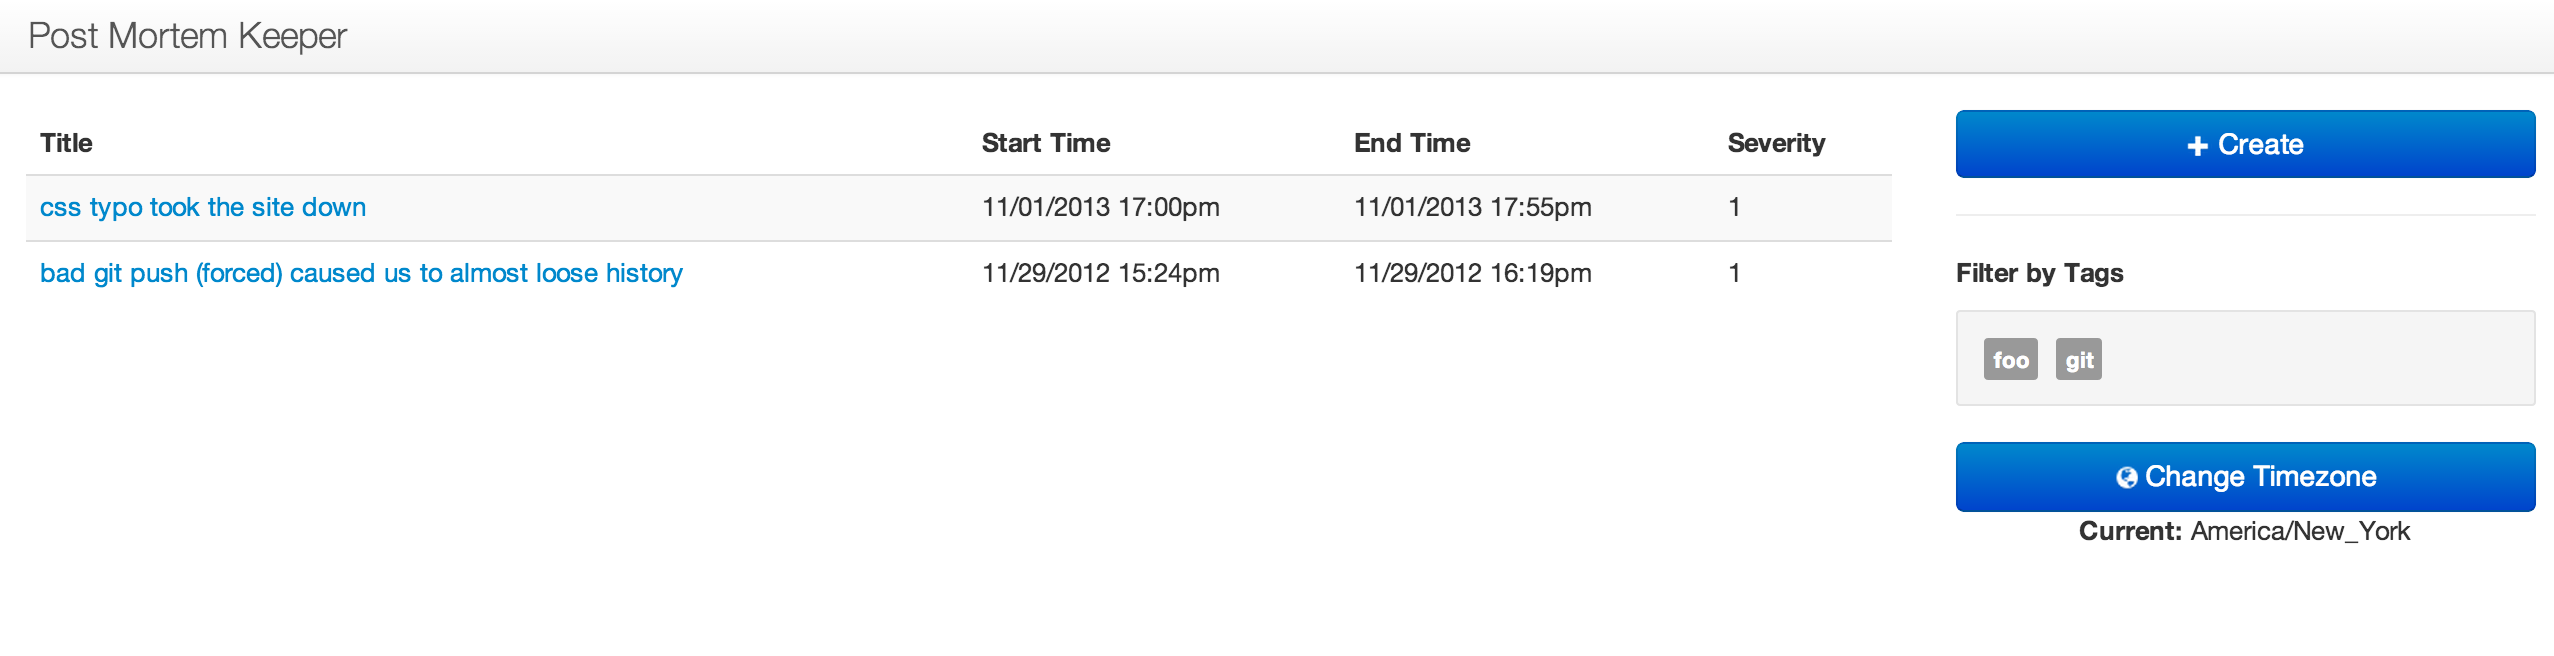 Post Mortem Keeper
Title Start Time End Time Severity
css typo took the site down 11/01/2013 17:00pm 11/01/2013 17:55pm 1
bad git push (forced) caused us to almost loose history 11/29/2012 15:24pm 11/29/2012 16:19pm 1
Create
Filter by Tags
foo git
Change Timezone
Current: America/New_York